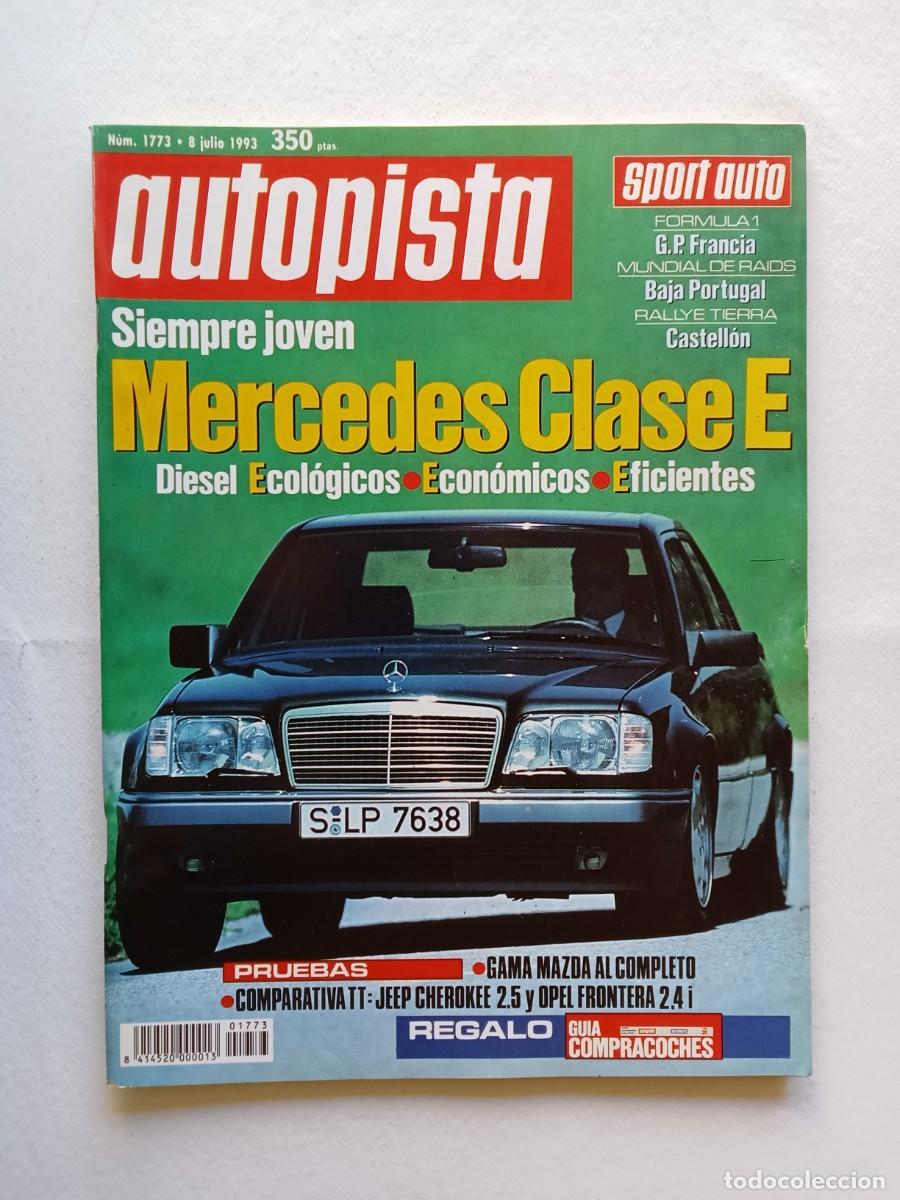 Núm. 1773 • 8 julio 1993 350 ptas.
autopista
sport auto
FORMULA 1
G.P. Francia
MUNDIAL DE RAIDS
Baja Portugal
RALLYE TIERRA
Castellón
Siempre joven
Mercedes Clase E
Diesel Ecológicos • Económicos • Eficientes
S LP 7638
PRUEBAS
•GAMA MAZDA AL COMPLETO
•COMPARATIVA TT: JEEP CHEROKEE 2.5 y OPEL FRONTERA 2,4 i
01773
8 414520 000013
REGALO
GUIA
COMPRACOCHES
todocoleccion